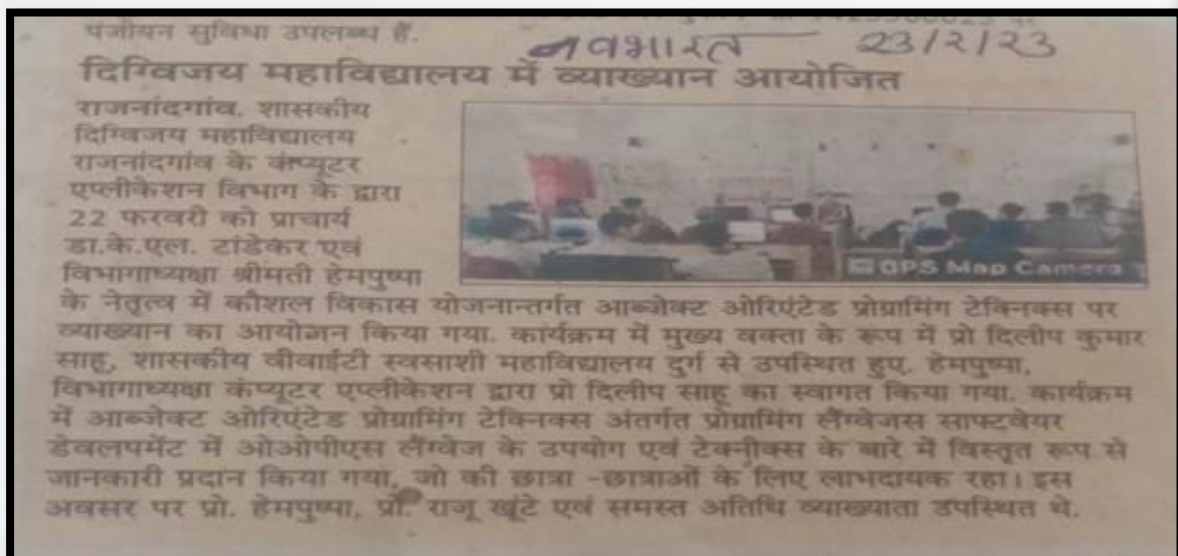 पंजीयन सुविधा उपलब्ध है.
नवभारत 23/2/23
दिग्विजय महाविद्यालय में व्याख्यान आयोजित
राजनांदगांव. शासकीय
दिग्विजय महाविद्यालय
राजनांदगांव के कंप्यूटर
एप्लीकेशन विभाग के द्वारा
22 फरवरी को प्राचार्य
डा.के.एल. टांडेकर एवं
विभागाध्यक्षा श्रीमती हेमपुष्पा
के नेतृत्व में कौशल विकास योजनान्तर्गत आब्जेक्ट ओरिएंटेड प्रोग्रामिंग टेक्निक्स पर
व्याख्यान का आयोजन किया गया. कार्यक्रम में मुख्य वक्ता के रूप में प्रो दिलीप कुमार
साहू, शासकीय वीवाईटी स्वसाशी महाविद्यालय दुर्ग से उपस्थित हुए. हेमपुष्पा,
विभागाध्यक्षा कंप्यूटर एप्लीकेशन द्वारा प्रो दिलीप साहू का स्वागत किया गया. कार्यक्रम
में आब्जेक्ट ओरिएंटेड प्रोग्रामिंग टेक्निक्स अंतर्गत प्रोग्रामिंग लैंग्वेजस साफ्टवेयर
डेवलपमेंट में ओओपीएस लैंग्वेज के उपयोग एवं टेक्नीक्स के बारे में विस्तृत रूप से
जानकारी प्रदान किया गया, जो की छात्रा -छात्राओं के लिए लाभदायक रहा। इस
अवसर पर प्रो. हेमपुष्पा, प्रो. राजू खूंटे एवं समस्त अतिथि व्याख्याता उपस्थित थे.
GPS Map Camera